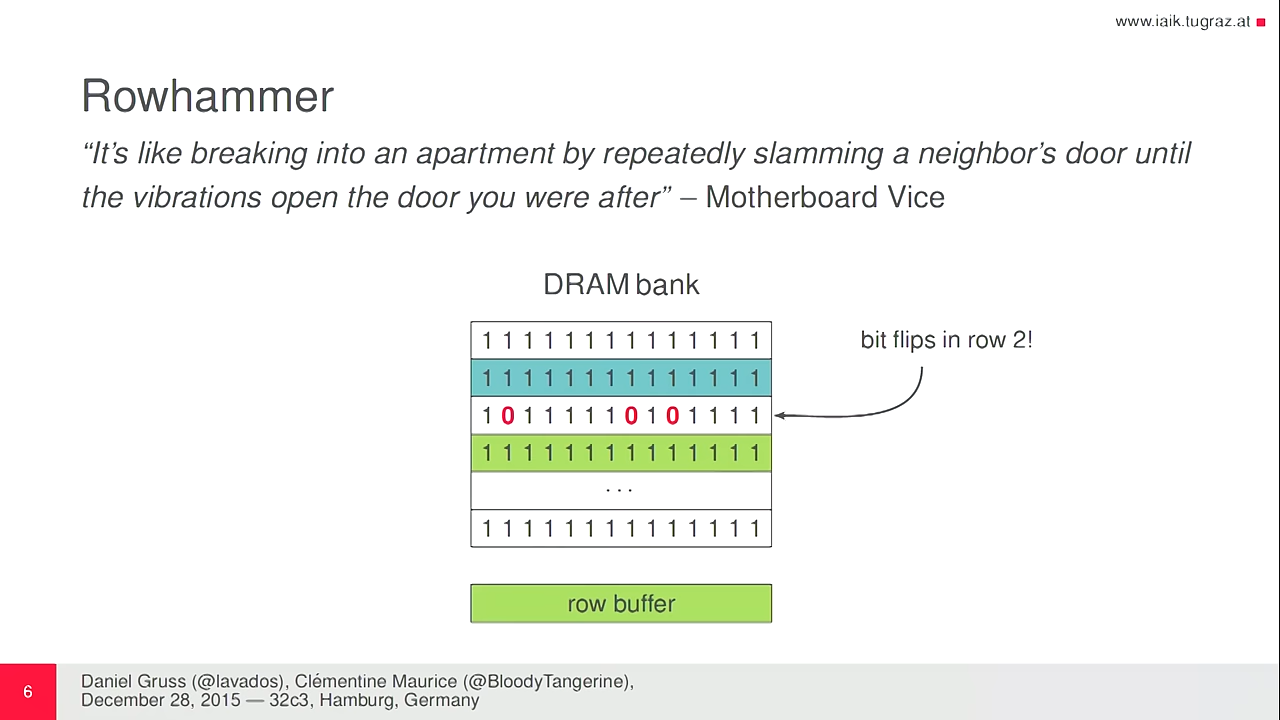 www.iaik.tugraz.at
Rowhammer
“It’s like breaking into an apartment by repeatedly slamming a neighbor’s door until
the vibrations open the door you were after” – Motherboard Vice
DRAM bank
1 1 1 1 1 1 1 1 1 1 1 1 1 1
bit flips in row 2!
1 1 1 1 1 1 1 1 1 1 1 1 1 1
1 0 1 1 1 1 1 0 1 0 1 1 1 1
1 1 1 1 1 1 1 1 1 1 1 1 1 1
...
1 1 1 1 1 1 1 1 1 1 1 1 1 1
row buffer
6
Daniel Gruss (@lavados), Clémentine Maurice (@BloodyTangerine),
December 28, 2015 — 32c3, Hamburg, Germany